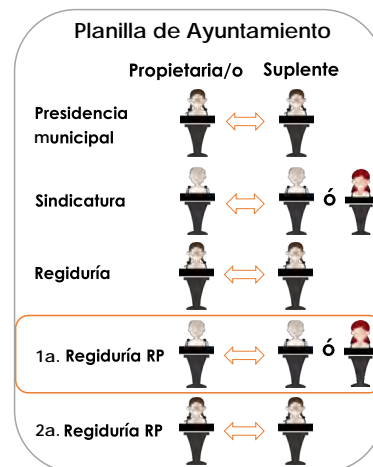 Planilla de Ayuntamiento
Propietaria/o Suplente
Presidencia
municipal
Sindicatura
ó
Regiduría
1a. Regiduría RP
ó
2a. Regiduría RP